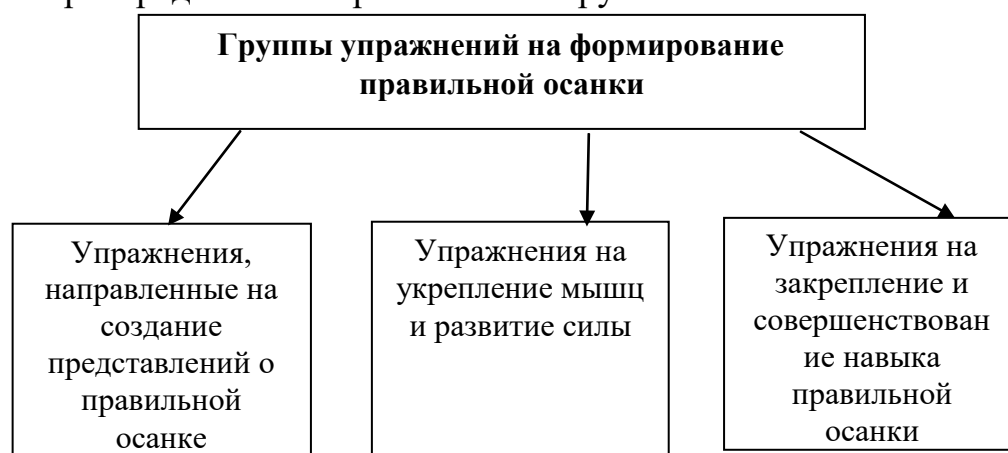 Группы упражнений на формирование
правильной осанки
Упражнения,
направленные на
создание
представлений о
правильной
осанке
Упражнения на
укрепление мышц
и развитие силы
Упражнения на
закрепление и
совершенствован
ие навыка
правильной
осанки